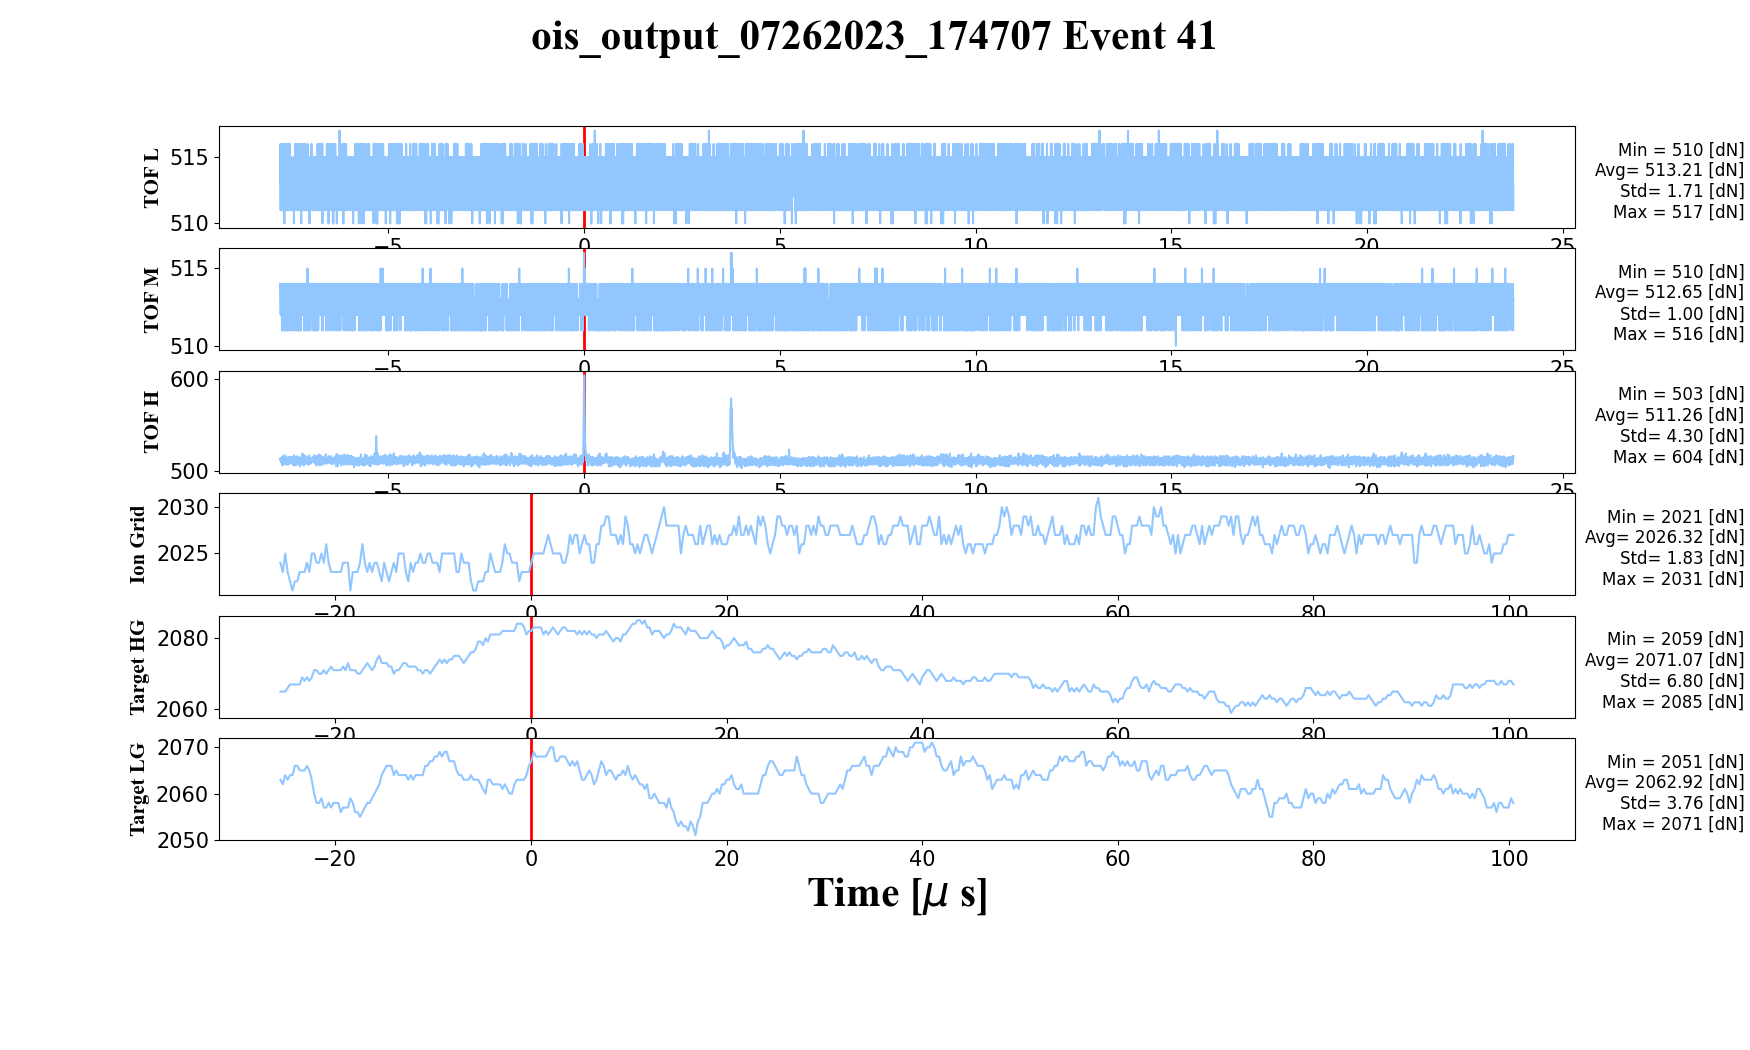 ois_output_07262023_174707 Event 41
TOF L
515
510
−5 0 5 10 15 20 25
Min = 510 [dN]
Avg= 513.21 [dN]
Std= 1.71 [dN]
Max = 517 [dN]
TOF M
515
510
−5 0 5 10 15 20 25
Min = 510 [dN]
Avg= 512.65 [dN]
Std= 1.00 [dN]
Max = 516 [dN]
TOF H
600
500
−5 0 5 10 15 20 25
Min = 503 [dN]
Avg= 511.26 [dN]
Std= 4.30 [dN]
Max = 604 [dN]
Ion Grid
2030
2025
−20 0 20 40 60 80 100
Min = 2021 [dN]
Avg= 2026.32 [dN]
Std= 1.83 [dN]
Max = 2031 [dN]
Target HG
2080
2060
−20 0 20 40 60 80 100
Min = 2059 [dN]
Avg= 2071.07 [dN]
Std= 6.80 [dN]
Max = 2085 [dN]
Target LG
2070
2060
2050
−20 0 20 40 60 80 100
Min = 2051 [dN]
Avg= 2062.92 [dN]
Std= 3.76 [dN]
Max = 2071 [dN]
Time [μ s]